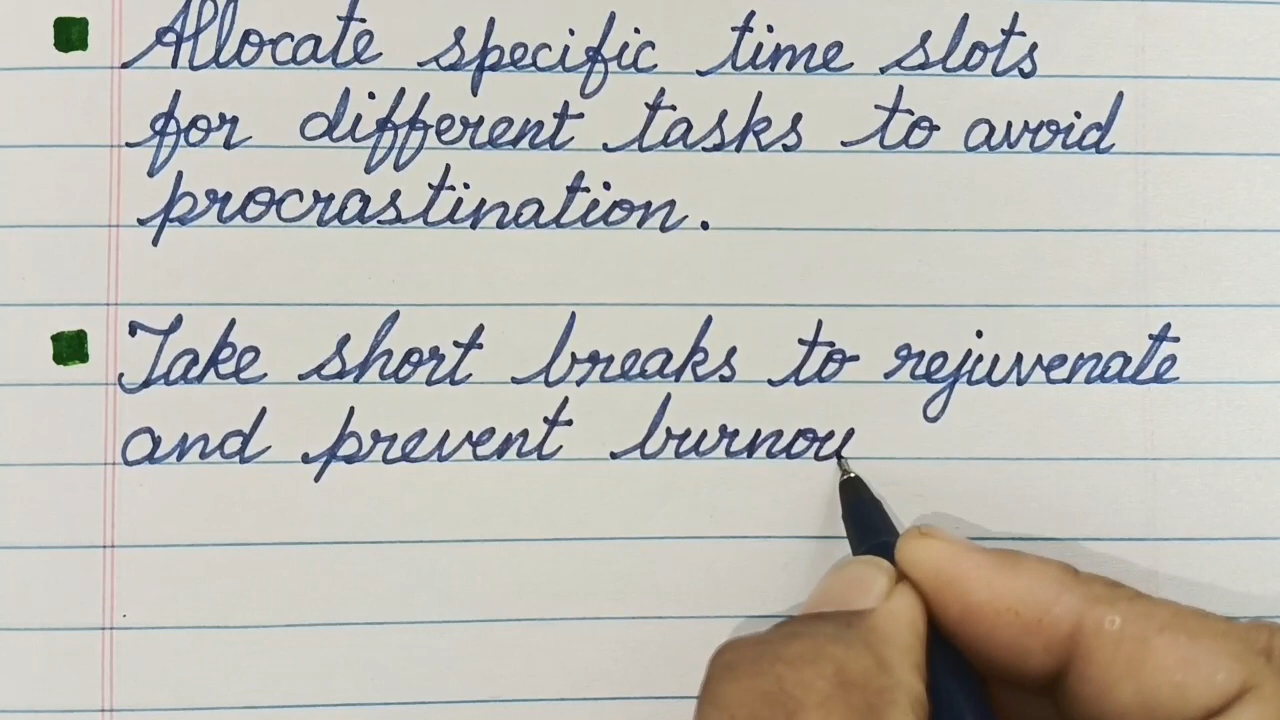 Allocate specific time slots
for different tasks to avoid
procrastination.
Take short breaks to rejuvenate
and prevent burnou